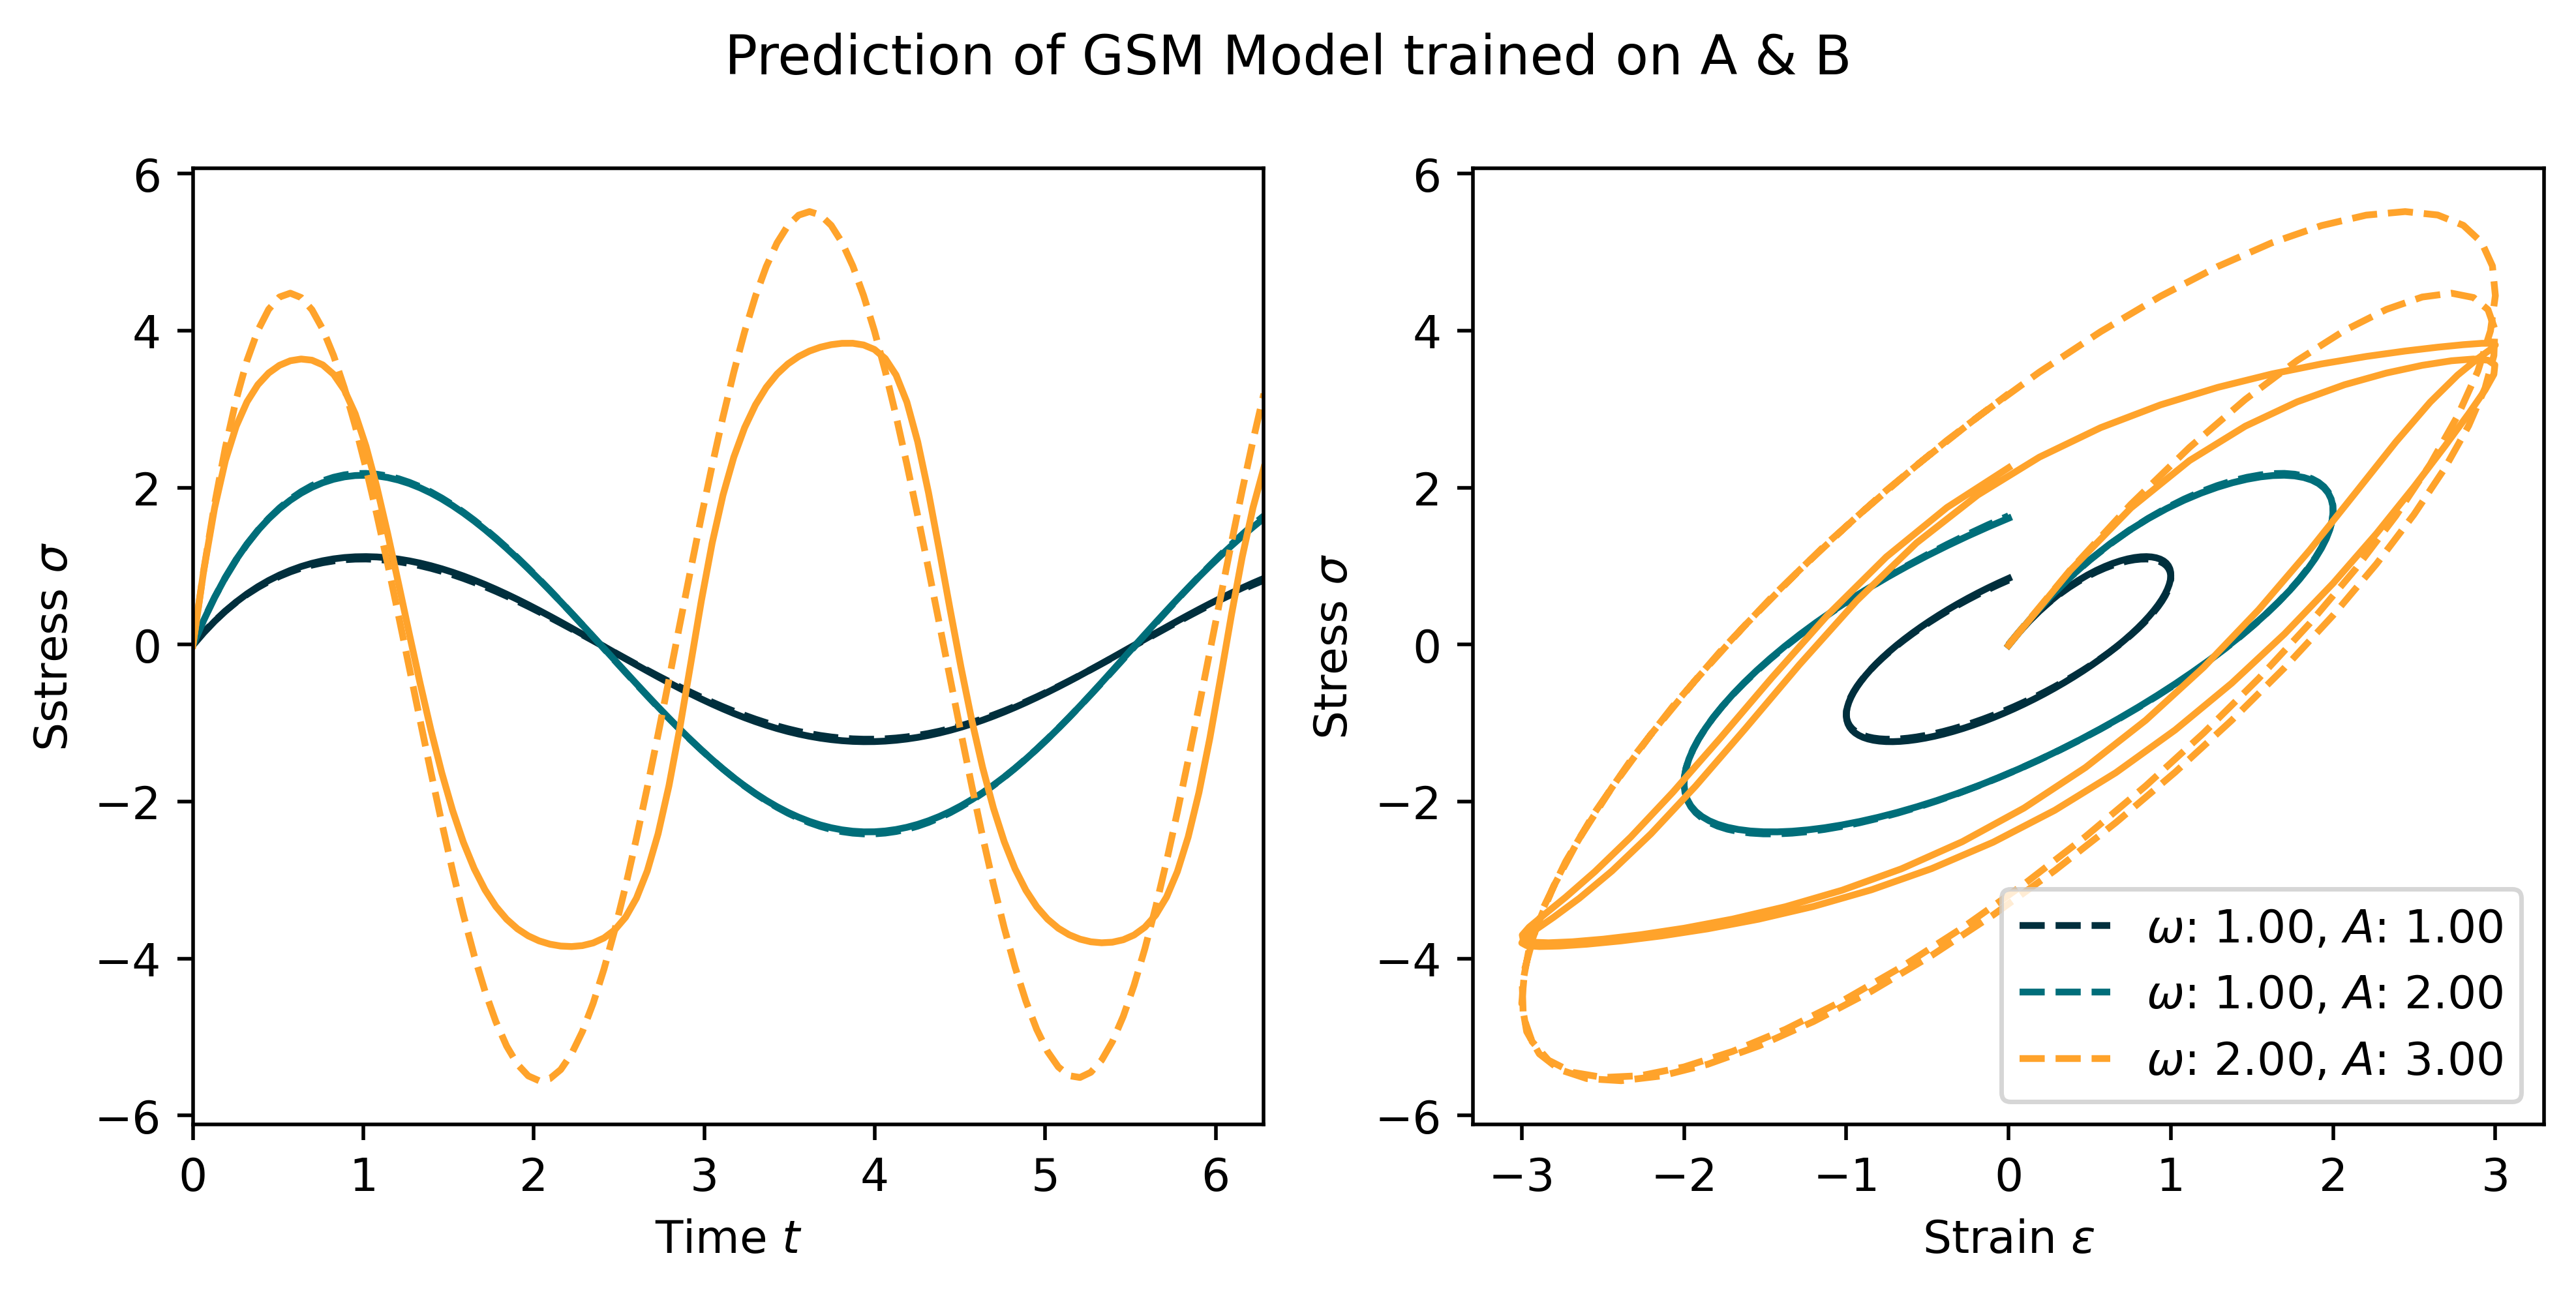 Prediction of GSM Model trained on A & B
Sstress σ
6
4
2
0
−2
−4
−6
0 1 2 3 4 5 6
Time t
Stress σ
6
4
2
0
−2
−4
−6
−3 −2 −1 0 1 2 3
Strain ε
ω: 1.00, A: 1.00
ω: 1.00, A: 2.00
ω: 2.00, A: 3.00